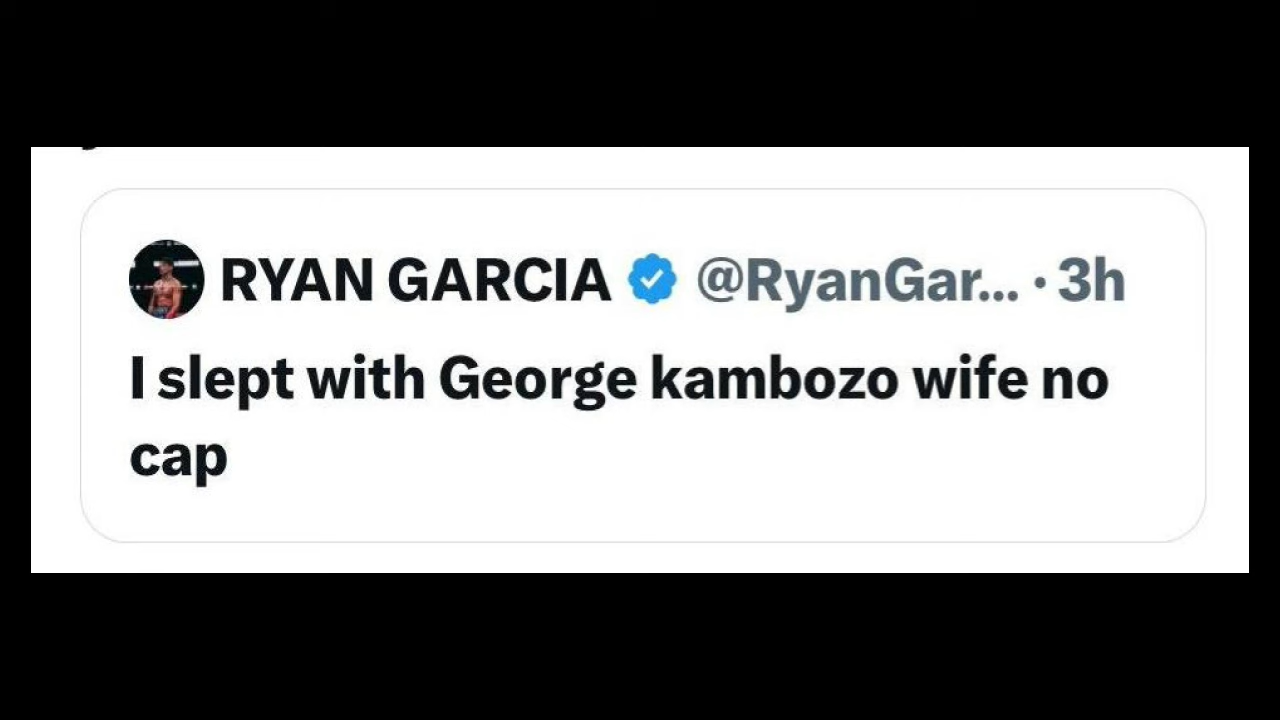 RYAN GARCIA @RyanGar... · 3h
I slept with George kambozo wife no
cap